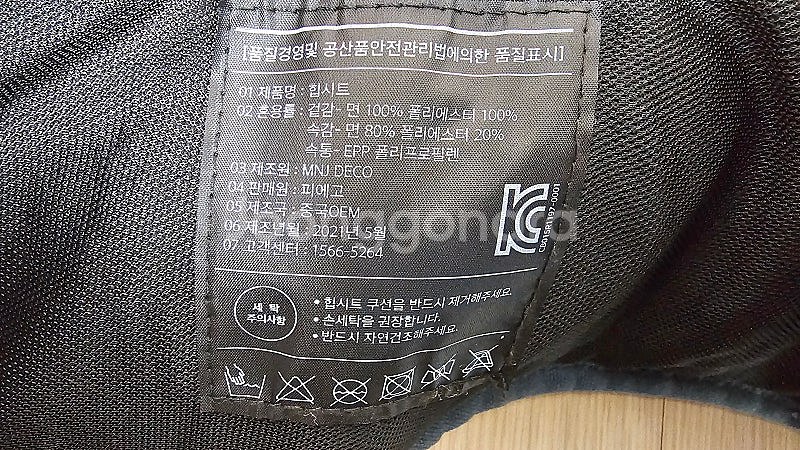 [품질경영및 공산품안전관리법에의한 품질표시]
01 제품명 : 힙시트
02 혼용률 : 겉감- 면 100% 폴리에스터 100%
속감- 면 80% 폴리에스터 20%
속통- EPP 폴리프로필렌
03 제조원 : MNJ DECO
04 판매원 : 피에고
05 제조국 : 중국OEM
06 제조년월 : 2021년 5월
07 고객센터 : 1566-5264
세 탁
주의사항
• 힙시트 쿠션을 반드시 제거해주세요.
• 손세탁을 권장합니다.
• 반드시 자연건조해주세요.